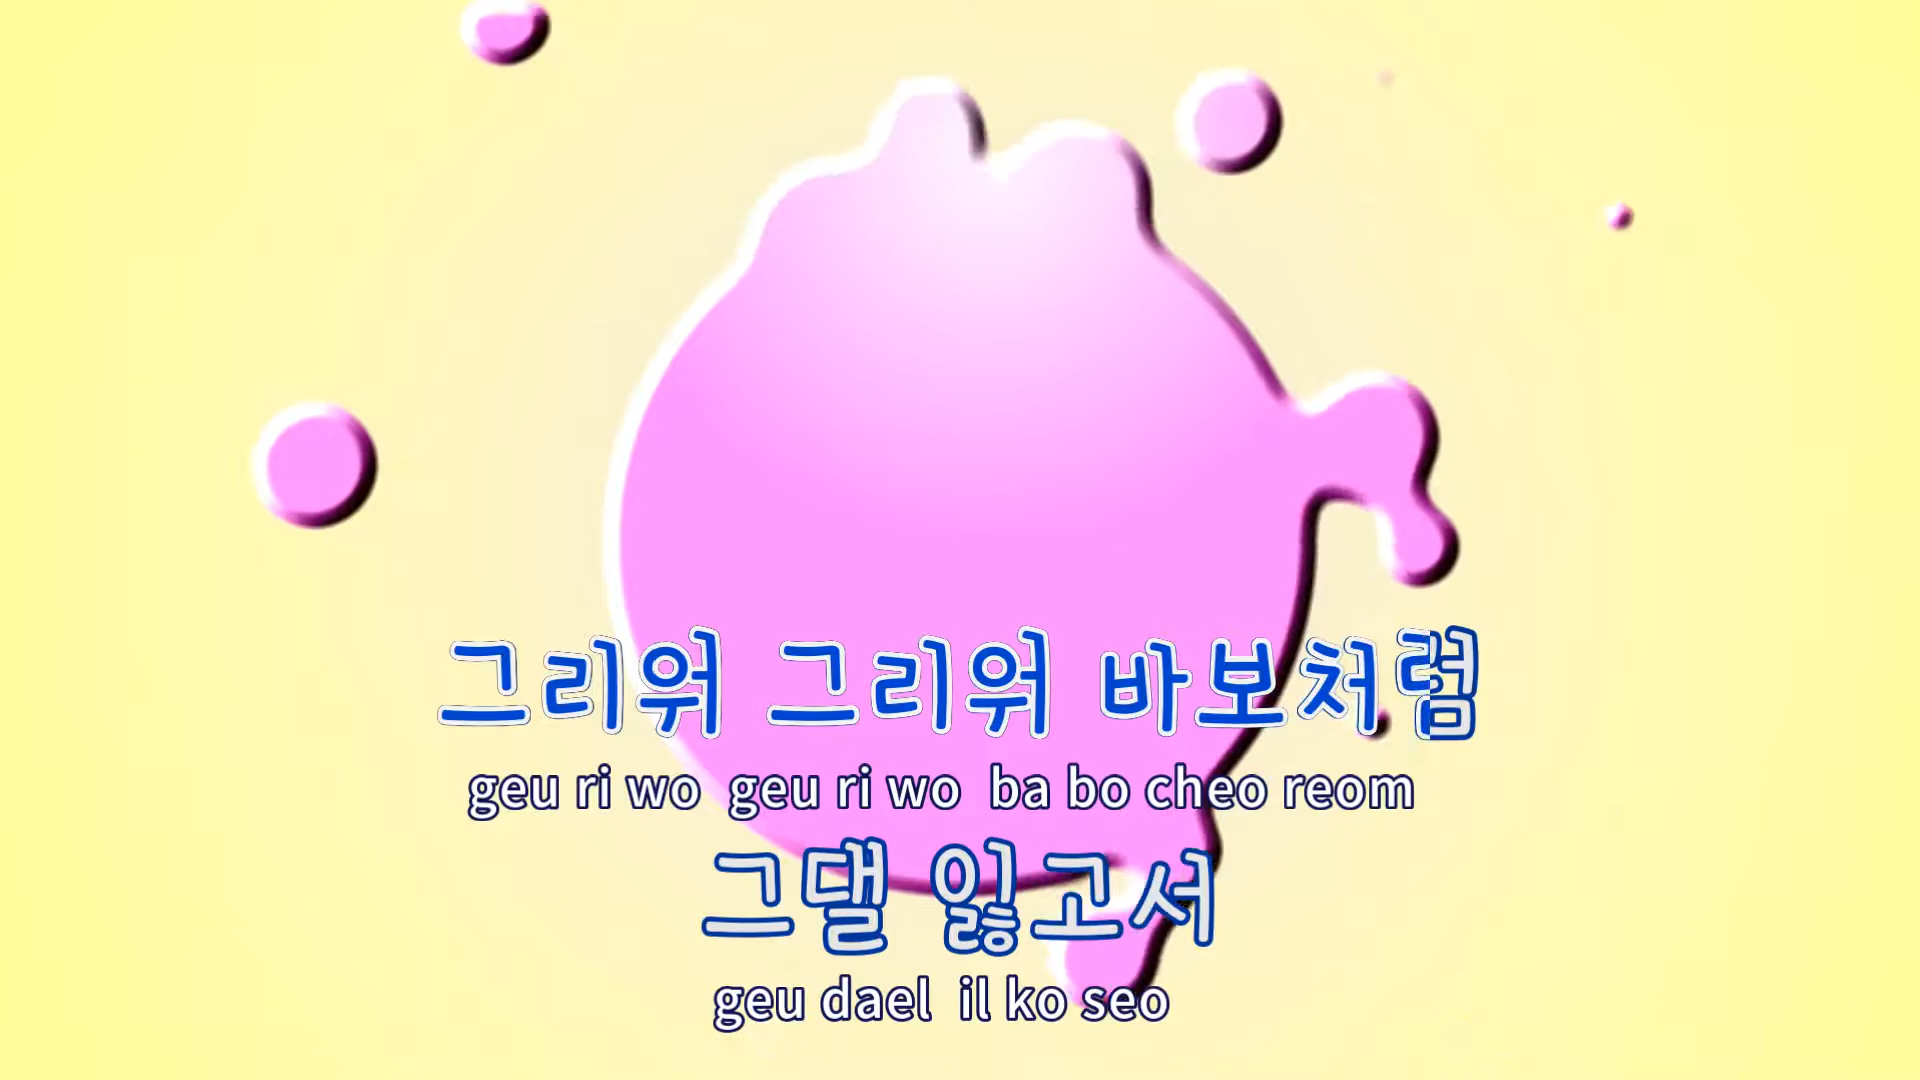 그리워 그리워 바보처럼
geu ri wo geu ri wo ba bo cheo reom
그댈 잃고서
geu dael il ko seo